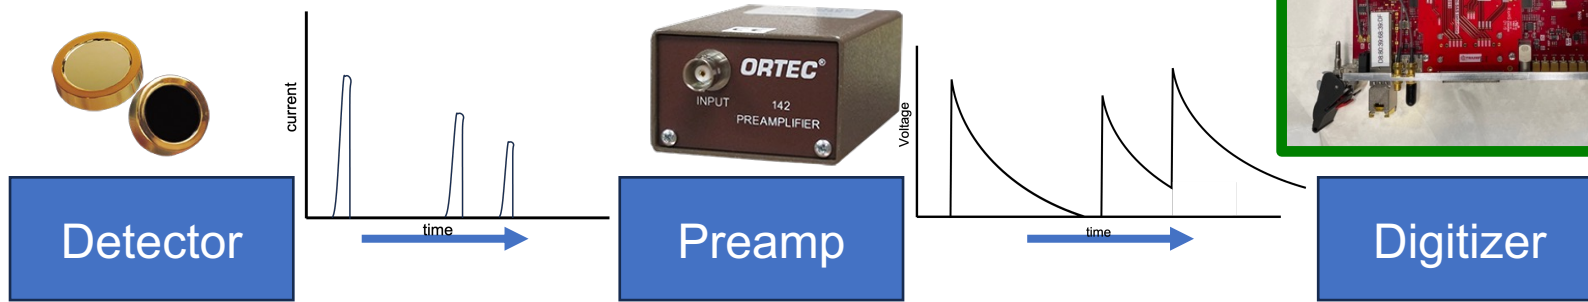 current
time
Detector
ORTEC®
INPUT
142
PREAMPLIFIER
Preamp
Voltage
time
Digitizer